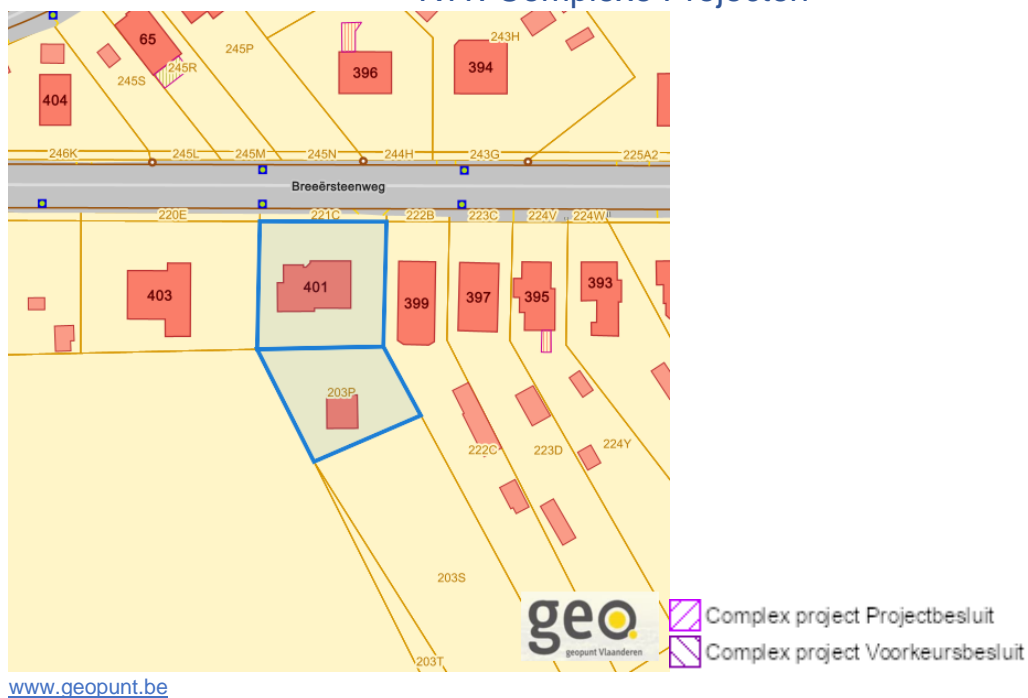 Complexe Projecten
65
245P
243H
245R
396
394
245S
404
246K 245L 245M 245N 244H 243G 225A2
Breeërsteenweg
220E 221C 222B 223C 224V 224W
403
401
399
397
395
393
203P
222C
223D
224Y
203S
203T
geo
geopunt Vlaanderen
Complex project Projectbesluit
Complex project Voorkeursbesluit
www.geopunt.be